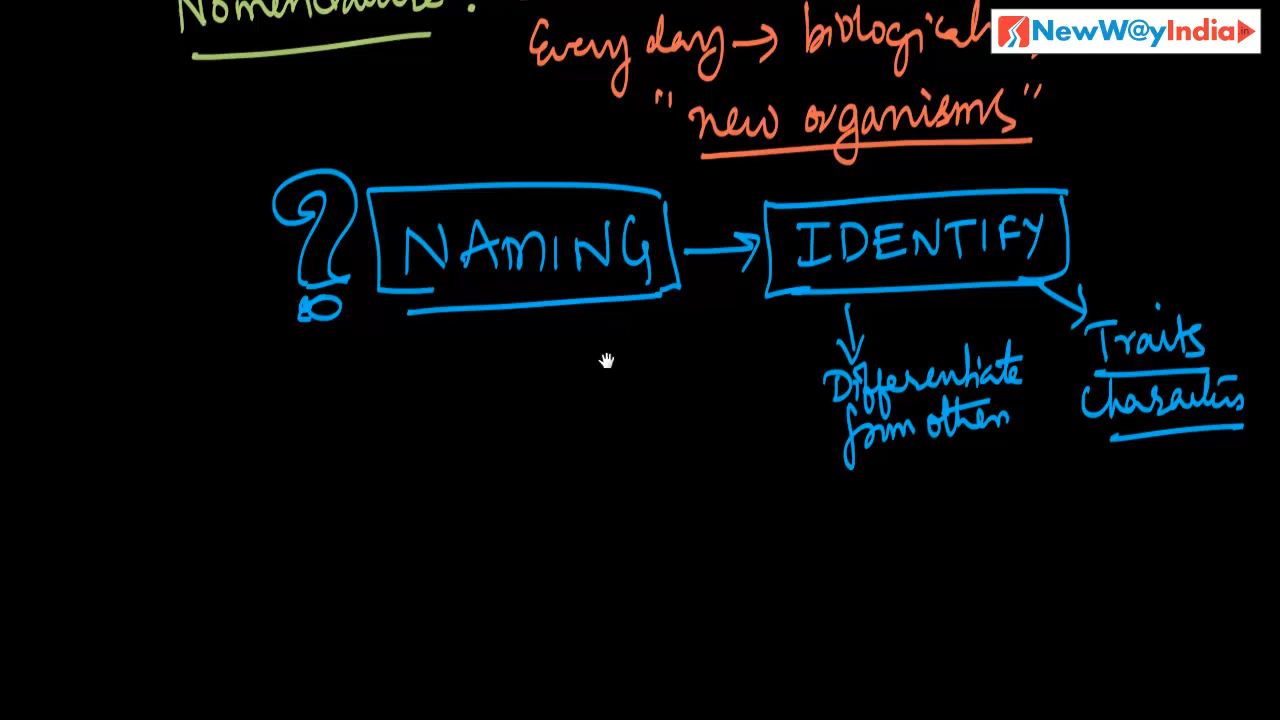 Nomenclature :
NewW@yIndia
Every day → biological
"new organisms"
? NAMING → IDENTIFY
Traits
Differentiate
Characters
from others